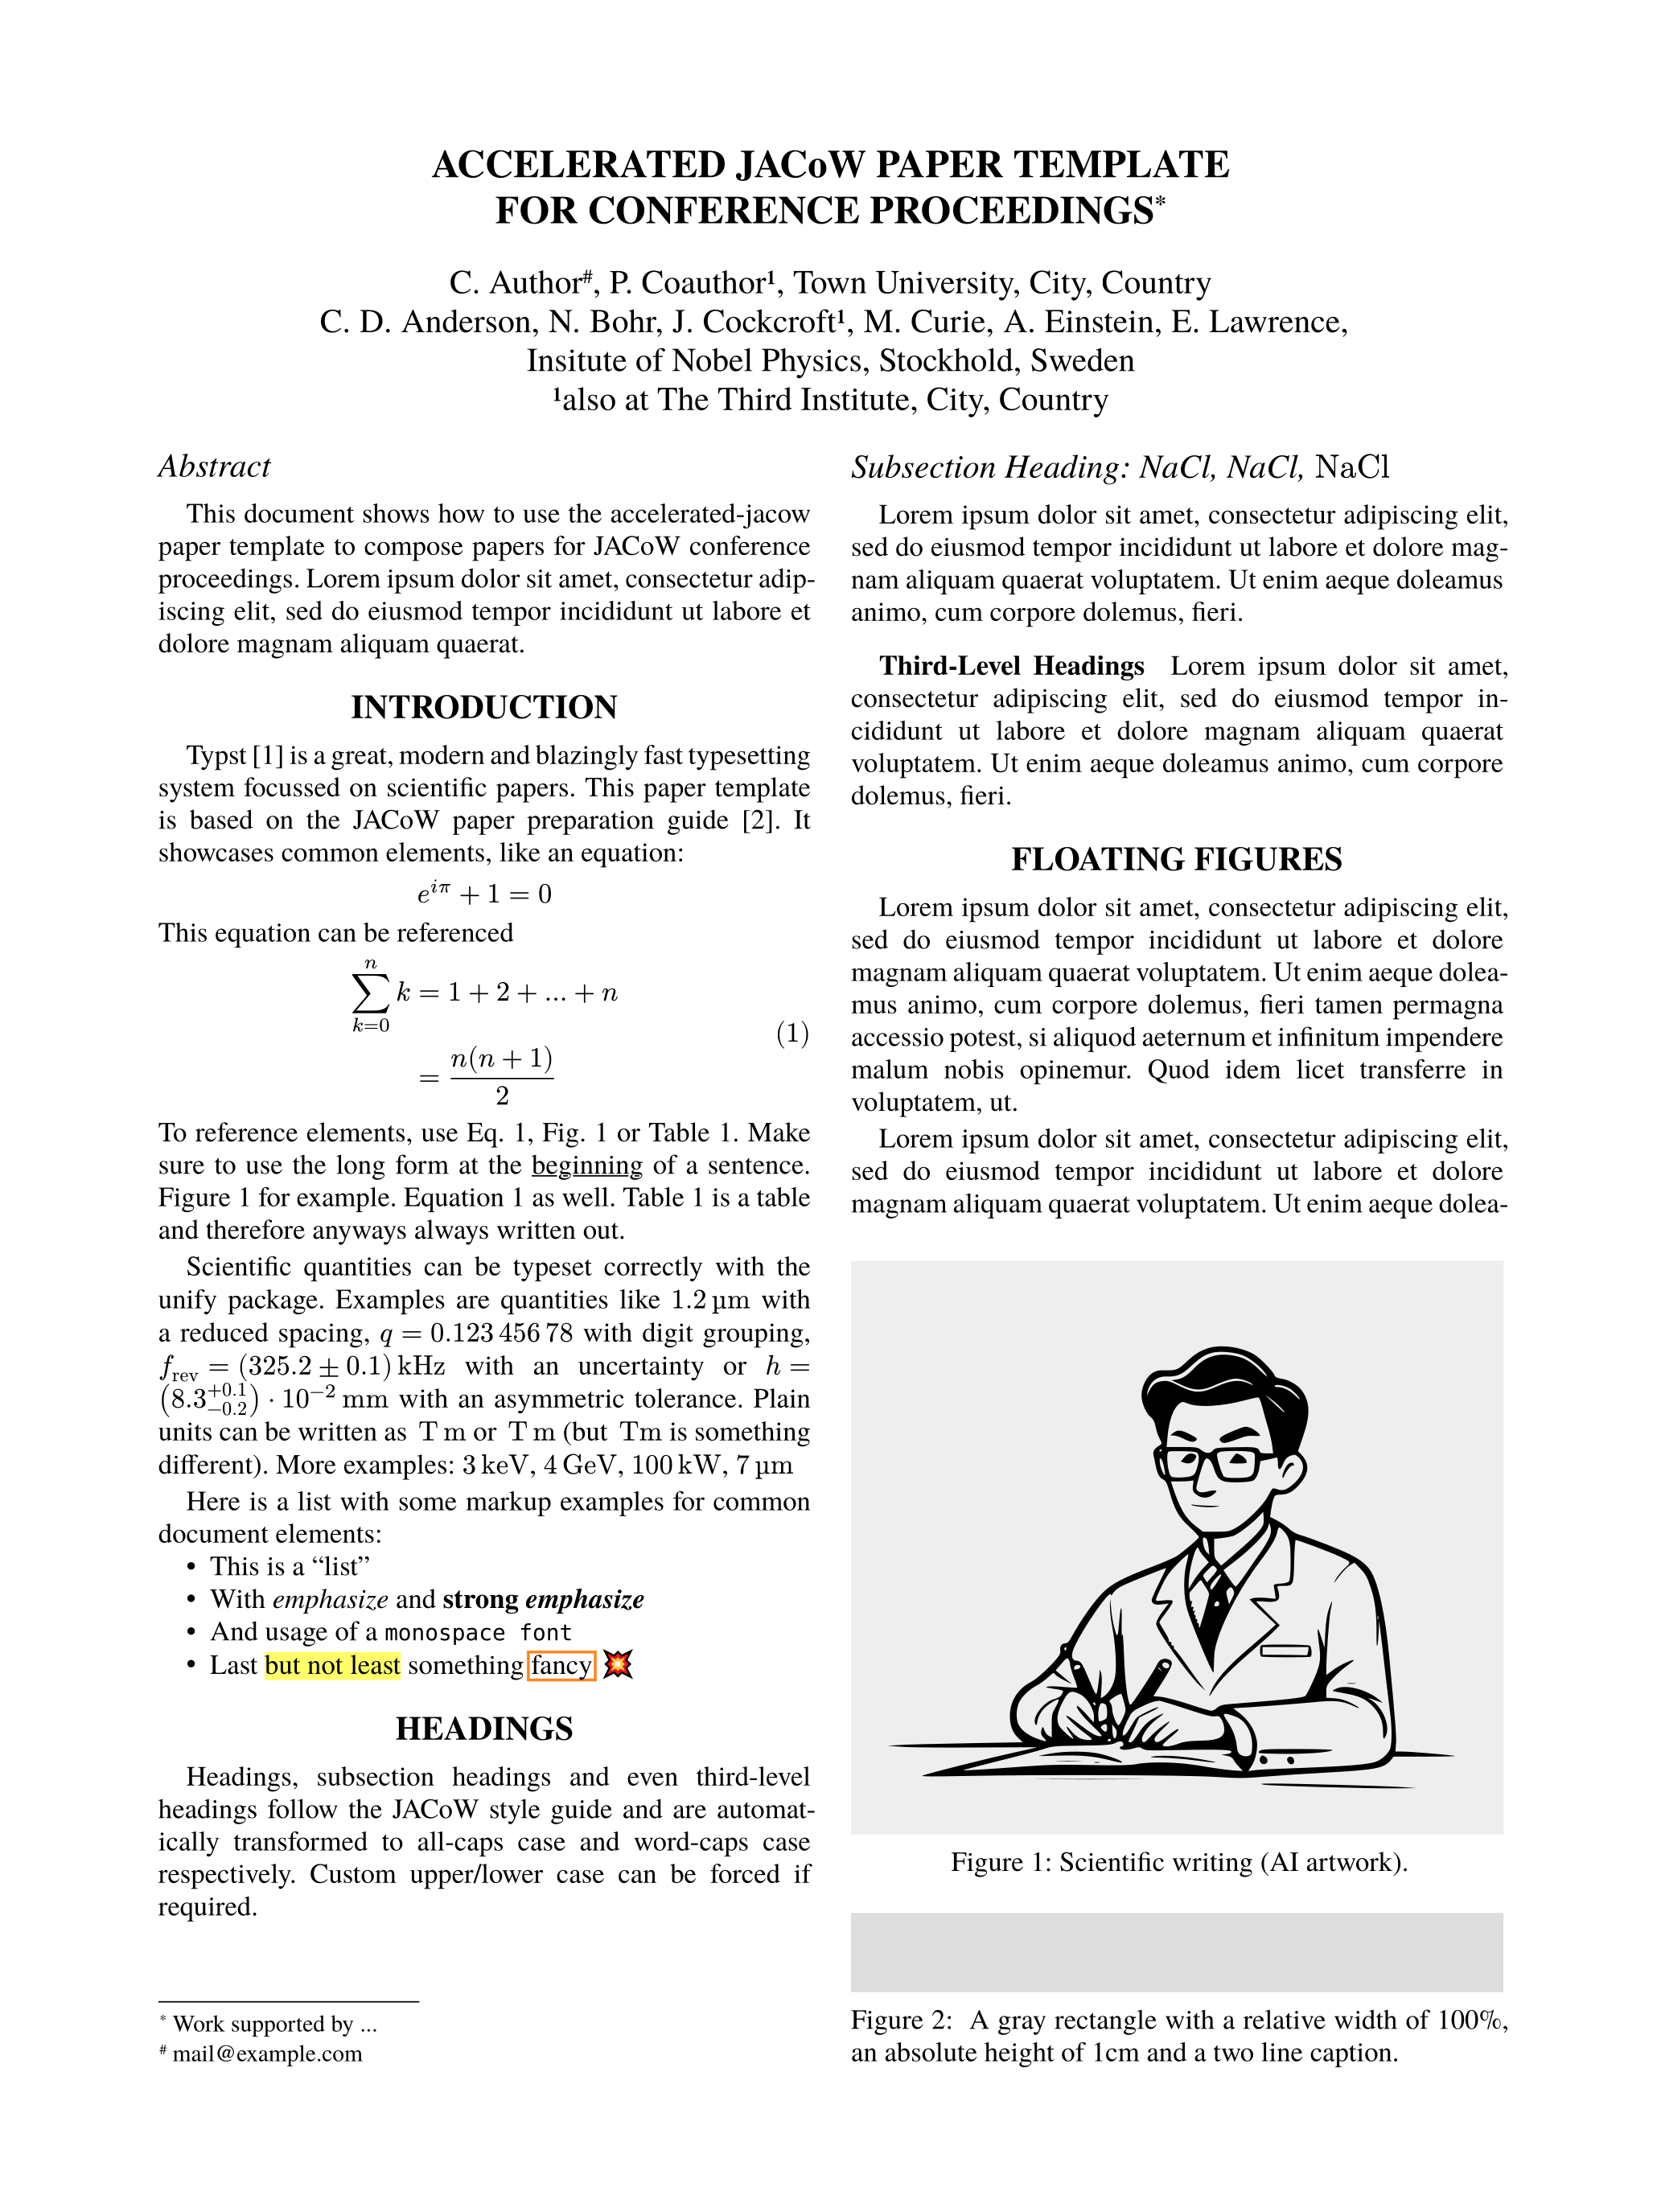 ACCELERATED JACoW PAPER TEMPLATE
FOR CONFERENCE PROCEEDINGS*
C. Author#, P. Coauthor¹, Town University, City, Country
C. D. Anderson, N. Bohr, J. Cockcroft¹, M. Curie, A. Einstein, E. Lawrence,
Insitute of Nobel Physics, Stockhold, Sweden
¹also at The Third Institute, City, Country
Abstract
This document shows how to use the accelerated-jacow
paper template to compose papers for JACoW conference
proceedings. Lorem ipsum dolor sit amet, consectetur adip-
iscing elit, sed do eiusmod tempor incididunt ut labore et
dolore magnam aliquam quaerat.
INTRODUCTION
Typst [1] is a great, modern and blazingly fast typesetting
system focussed on scientific papers. This paper template
is based on the JACoW paper preparation guide [2]. It
showcases common elements, like an equation:
e^{iπ} + 1 = 0
This equation can be referenced
∑_{k=0}^{n} k = 1 + 2 + ... + n
= n(n + 1) / 2 (1)
To reference elements, use Eq. 1, Fig. 1 or Table 1. Make
sure to use the long form at the beginning of a sentence.
Figure 1 for example. Equation 1 as well. Table 1 is a table
and therefore anyways always written out.
Scientific quantities can be typeset correctly with the
unify package. Examples are quantities like 1.2 µm with
a reduced spacing, q = 0.123 456 78 with digit grouping,
f_rev = (325.2 ± 0.1) kHz with an uncertainty or h =
(8.3^{+0.1}_{−0.2}) · 10^{−2} mm with an asymmetric tolerance. Plain
units can be written as T m or T m (but Tm is something
different). More examples: 3 keV, 4 GeV, 100 kW, 7 µm
Here is a list with some markup examples for common
document elements:
• This is a “list”
• With emphasize and strong emphasize
• And usage of a monospace font
• Last but not least something fancy 💥
HEADINGS
Headings, subsection headings and even third-level
headings follow the JACoW style guide and are automat-
ically transformed to all-caps case and word-caps case
respectively. Custom upper/lower case can be forced if
required.
* Work supported by ...
# mail@example.com
Subsection Heading: NaCl, NaCl, NaCl
Lorem ipsum dolor sit amet, consectetur adipiscing elit,
sed do eiusmod tempor incididunt ut labore et dolore mag-
nam aliquam quaerat voluptatem. Ut enim aeque doleamus
animo, cum corpore dolemus, fieri.
Third-Level Headings Lorem ipsum dolor sit amet,
consectetur adipiscing elit, sed do eiusmod tempor in-
cididunt ut labore et dolore magnam aliquam quaerat
voluptatem. Ut enim aeque doleamus animo, cum corpore
dolemus, fieri.
FLOATING FIGURES
Lorem ipsum dolor sit amet, consectetur adipiscing elit,
sed do eiusmod tempor incididunt ut labore et dolore
magnam aliquam quaerat voluptatem. Ut enim aeque dolea-
mus animo, cum corpore dolemus, fieri tamen permagna
accessio potest, si aliquod aeternum et infinitum impendere
malum nobis opinemur. Quod idem licet transferre in
voluptatem, ut.
Lorem ipsum dolor sit amet, consectetur adipiscing elit,
sed do eiusmod tempor incididunt ut labore et dolore
magnam aliquam quaerat voluptatem. Ut enim aeque dolea-
Figure 1: Scientific writing (AI artwork).
Figure 2: A gray rectangle with a relative width of 100%,
an absolute height of 1cm and a two line caption.